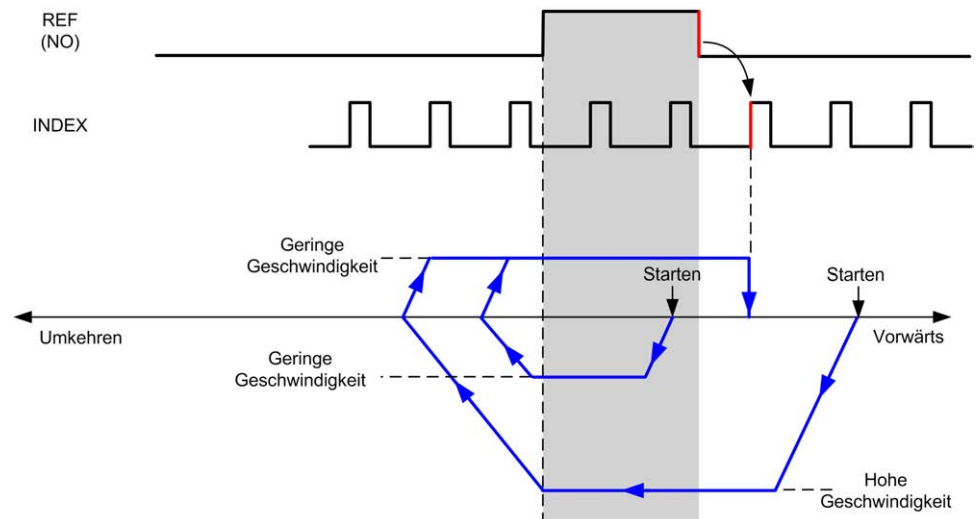 REF
(NO)
INDEX
Geringe
Geschwindigkeit
Starten
Starten
Umkehren
Vorwärts
Geringe
Geschwindigkeit
Hohe
Geschwindigkeit